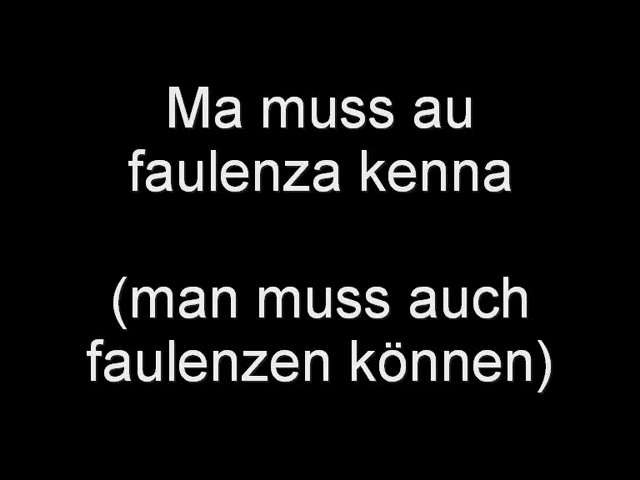 Ma muss au
faulenza kenna
(man muss auch
faulenzen können)